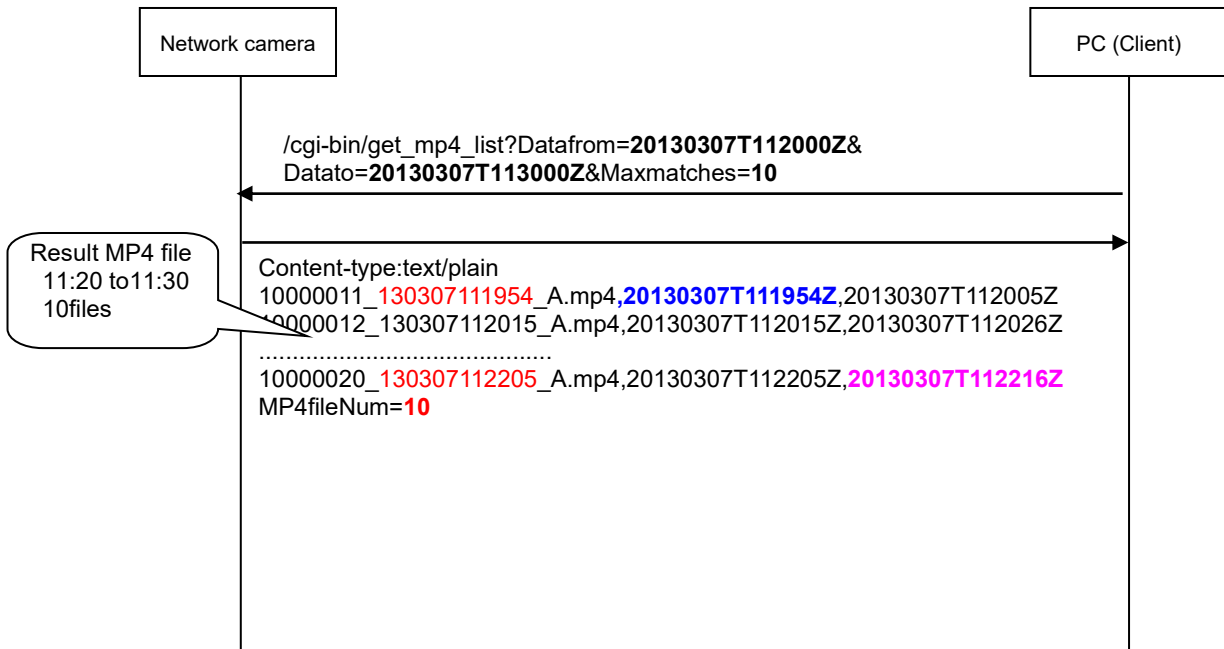 Network camera
PC (Client)
/cgi-bin/get_mp4_list?Datafrom=20130307T112000Z&
Datato=20130307T113000Z&Maxmatches=10
Result MP4 file
11:20 to11:30
10files
Content-type:text/plain
10000011_130307111954_A.mp4,20130307T111954Z,20130307T112005Z
10000012_130307112015_A.mp4,20130307T112015Z,20130307T112026Z
............................................
10000020_130307112205_A.mp4,20130307T112205Z,20130307T112216Z
MP4fileNum=10